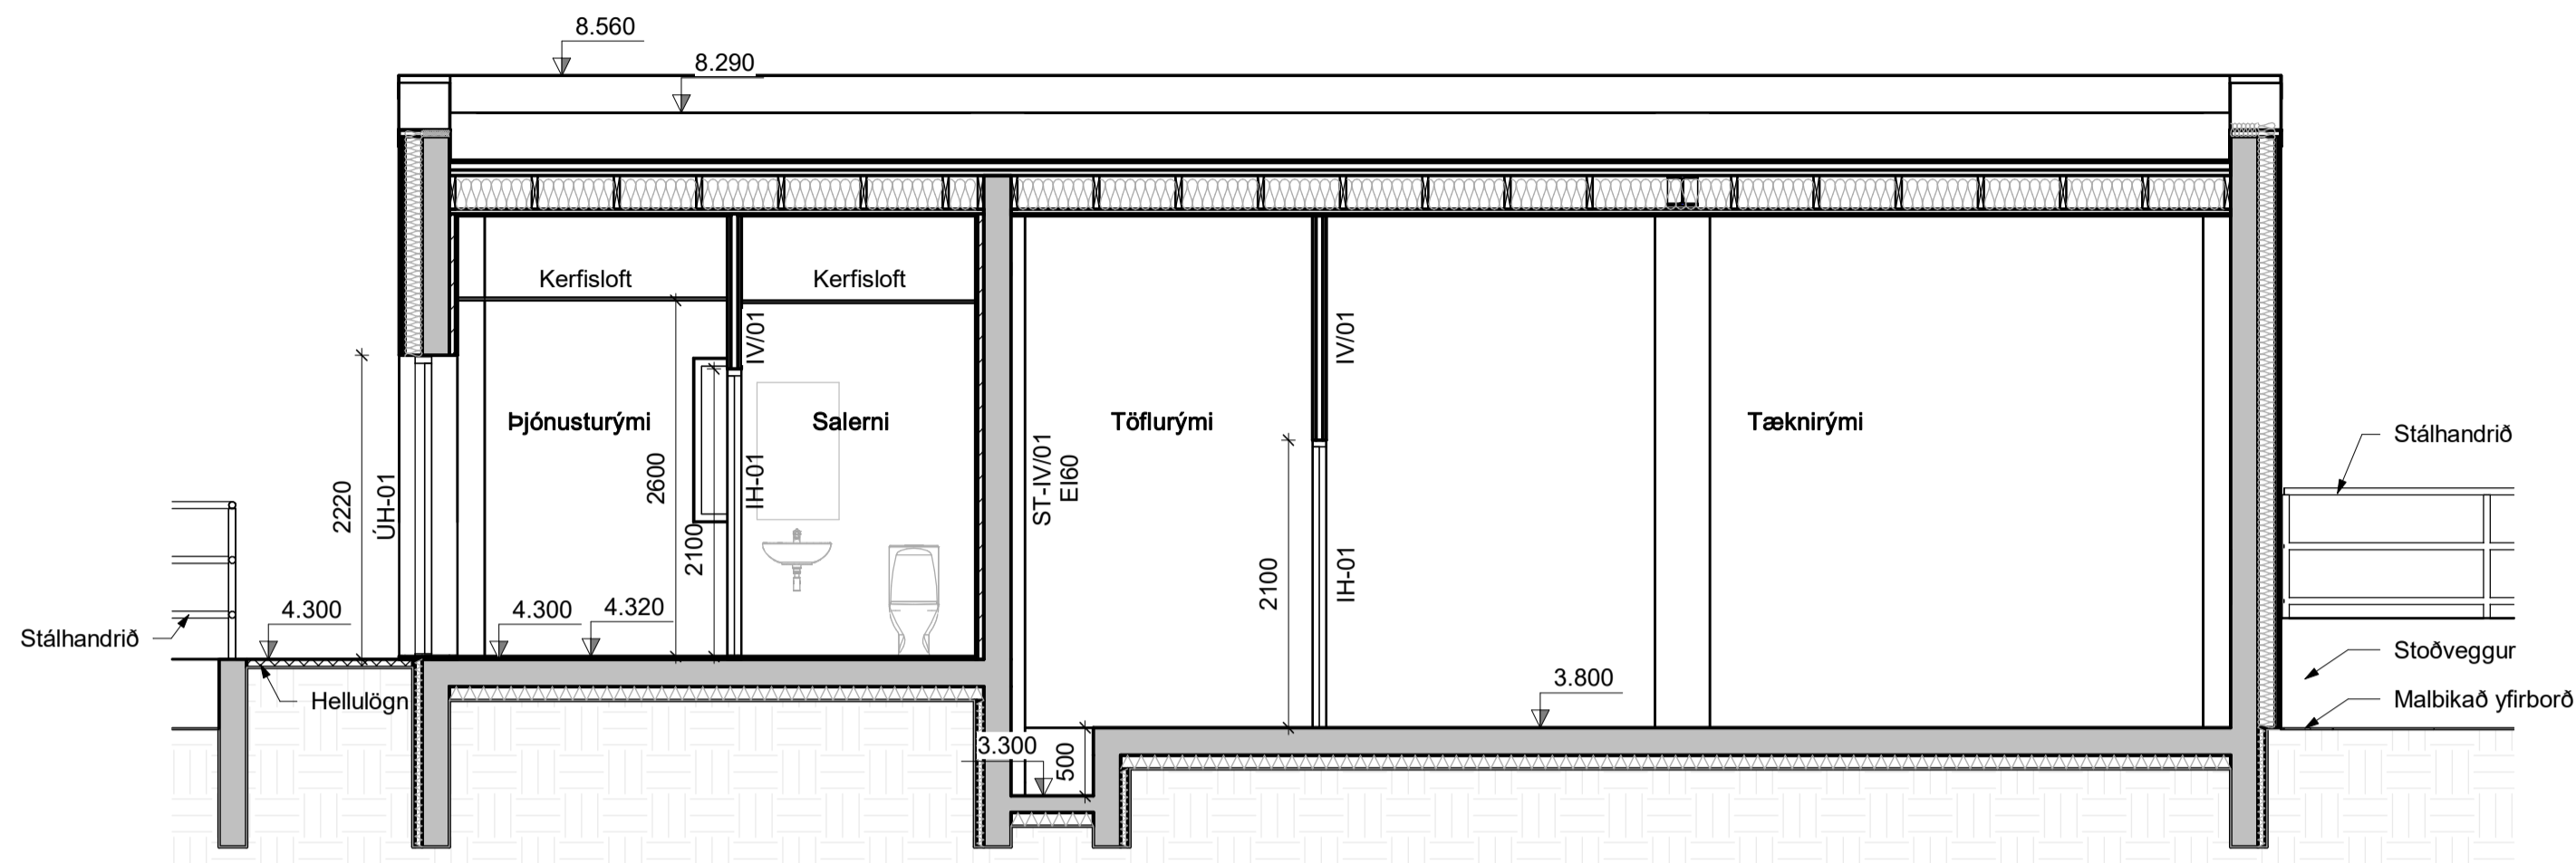 8.560
8.290
Kerfisloft
Kerfisloft
IV/01
IV/01
Þjónusturými
Salerni
Töflurými
Tæknirými
Stálhandrið
2220
ÚH-01
2600
2100
IH-01
ST-IV/01
EI60
2100
IH-01
4.300
4.300
4.320
Stálhandrið
Hellulögn
3.800
3.300
500
Stoðveggur
Malbikað yfirborð